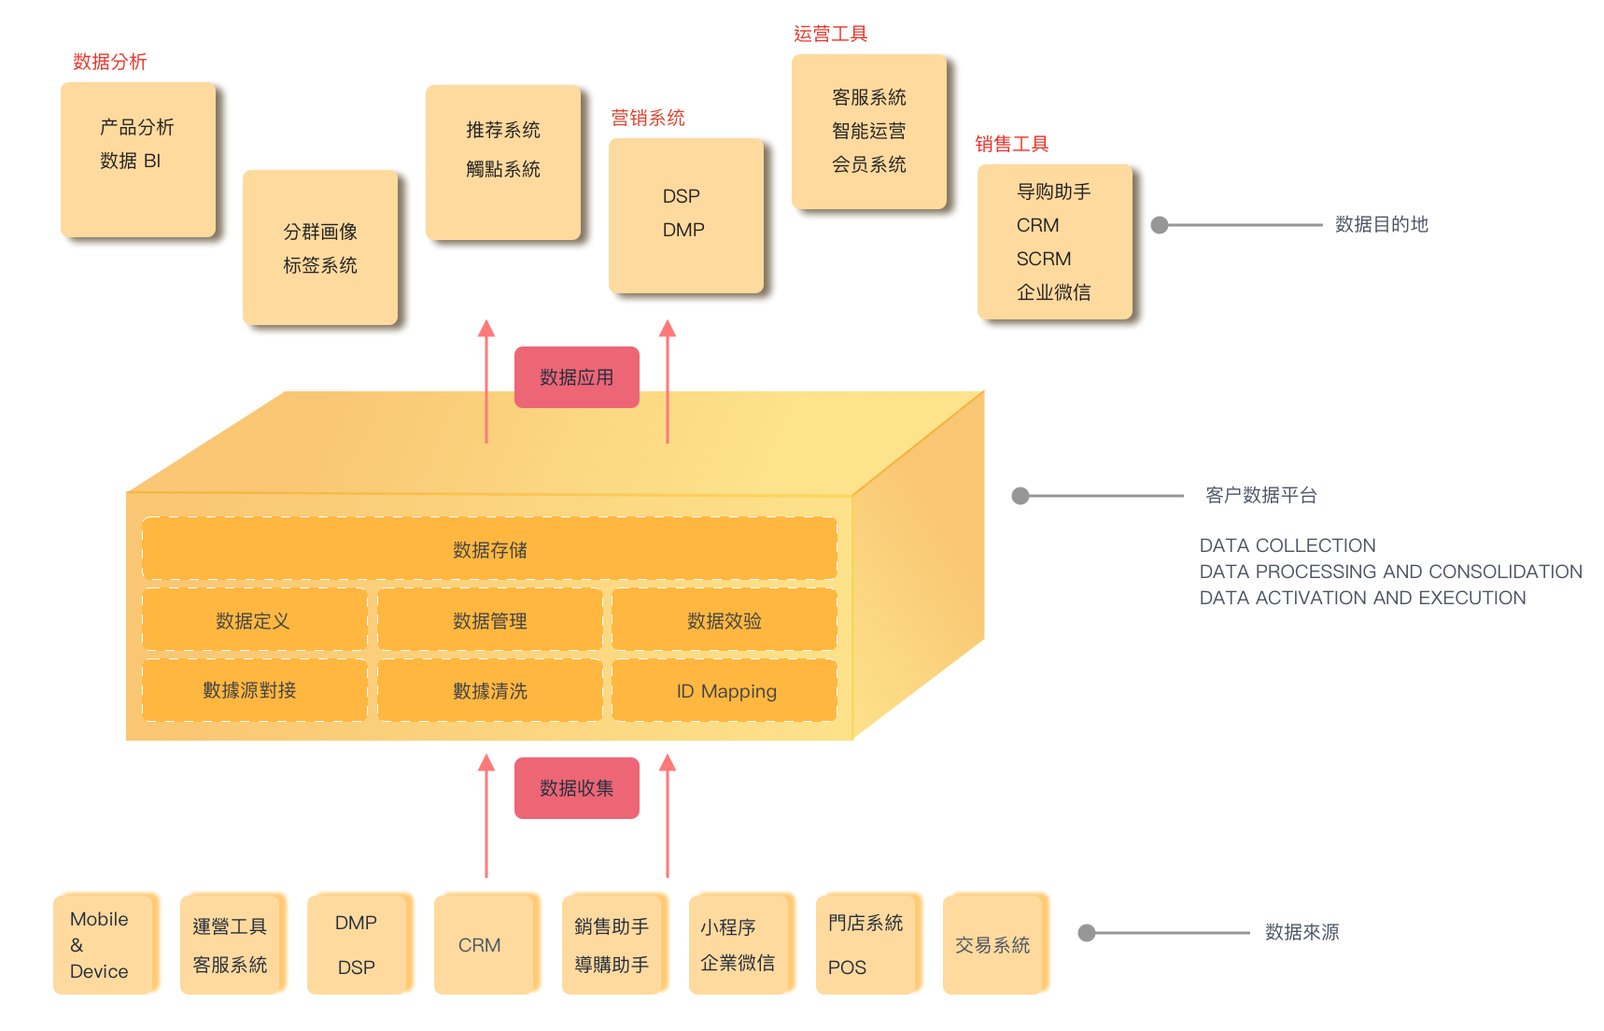 运营工具
数据分析
客服系統
智能运营
会员系统
产品分析
数据 BI
推荐系统
觸點系統
营销系统
DSP
DMP
销售工具
导购助手
CRM
SCRM
企业微信
分群画像
标签系统
数据目的地
数据应用
客户数据平台
DATA COLLECTION
DATA PROCESSING AND CONSOLIDATION
DATA ACTIVATION AND EXECUTION
数据存储
数据定义
数据管理
数据效验
數據源對接
數據清洗
ID Mapping
数据收集
Mobile
&
Device
運營工具
客服系統
DMP
DSP
CRM
銷售助手
導購助手
小程序
企業微信
門店系統
POS
交易系統
数据來源